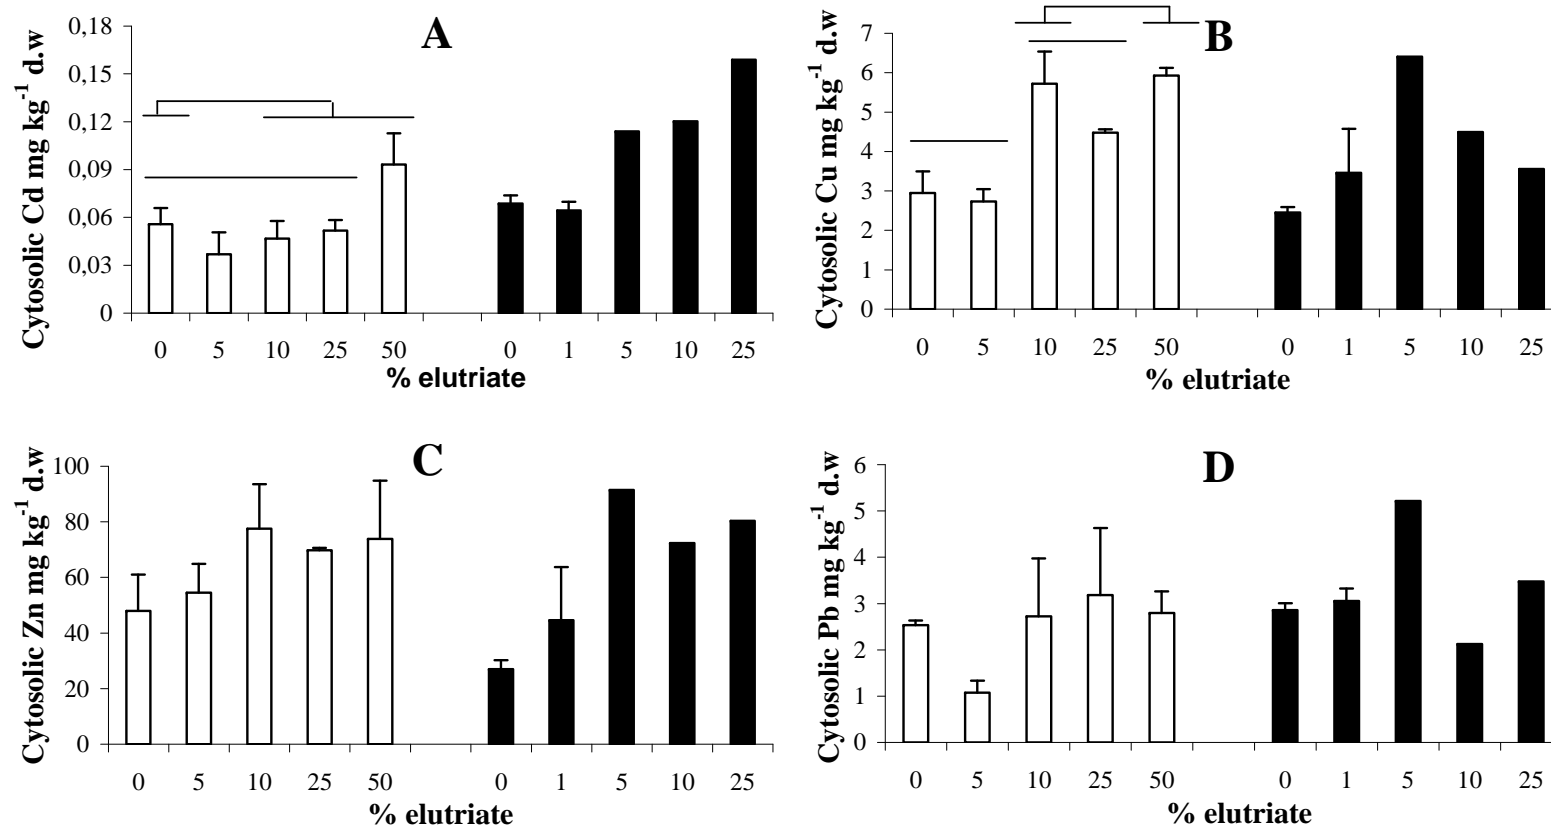 A
Cytosolic Cd mg kg⁻¹ d.w
0,18
0,15
0,12
0,09
0,06
0,03
0
0 5 10 25 50 0 1 5 10 25
% elutriate
B
Cytosolic Cu mg kg⁻¹ d.w
7
6
5
4
3
2
1
0
0 5 10 25 50 0 1 5 10 25
% elutriate
C
Cytosolic Zn mg kg⁻¹ d.w
100
80
60
40
20
0
0 5 10 25 50 0 1 5 10 25
% elutriate
D
Cytosolic Pb mg kg⁻¹ d.w
6
5
4
3
2
1
0
0 5 10 25 50 0 1 5 10 25
% elutriate